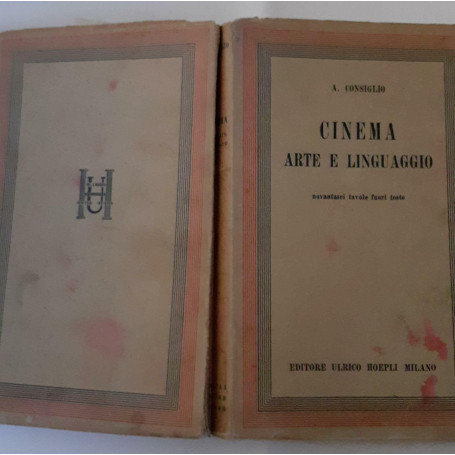 A. CONSIGLIO
CINEMA
ARTE E LINGUAGGIO
novantasei tavole fuori testo
EDITORE ULRICO HOEPLI MILANO